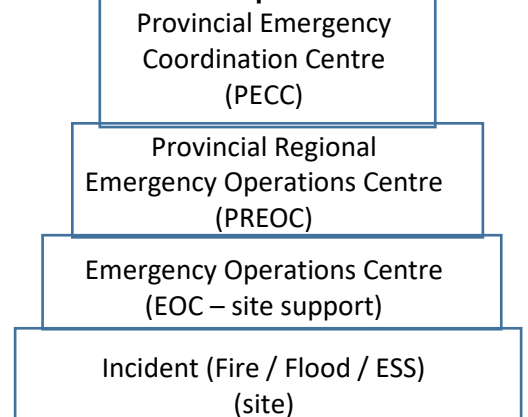 Provincial Emergency
Coordination Centre
(PECC)
Provincial Regional
Emergency Operations Centre
(PREOC)
Emergency Operations Centre
(EOC – site support)
Incident (Fire / Flood / ESS)
(site)